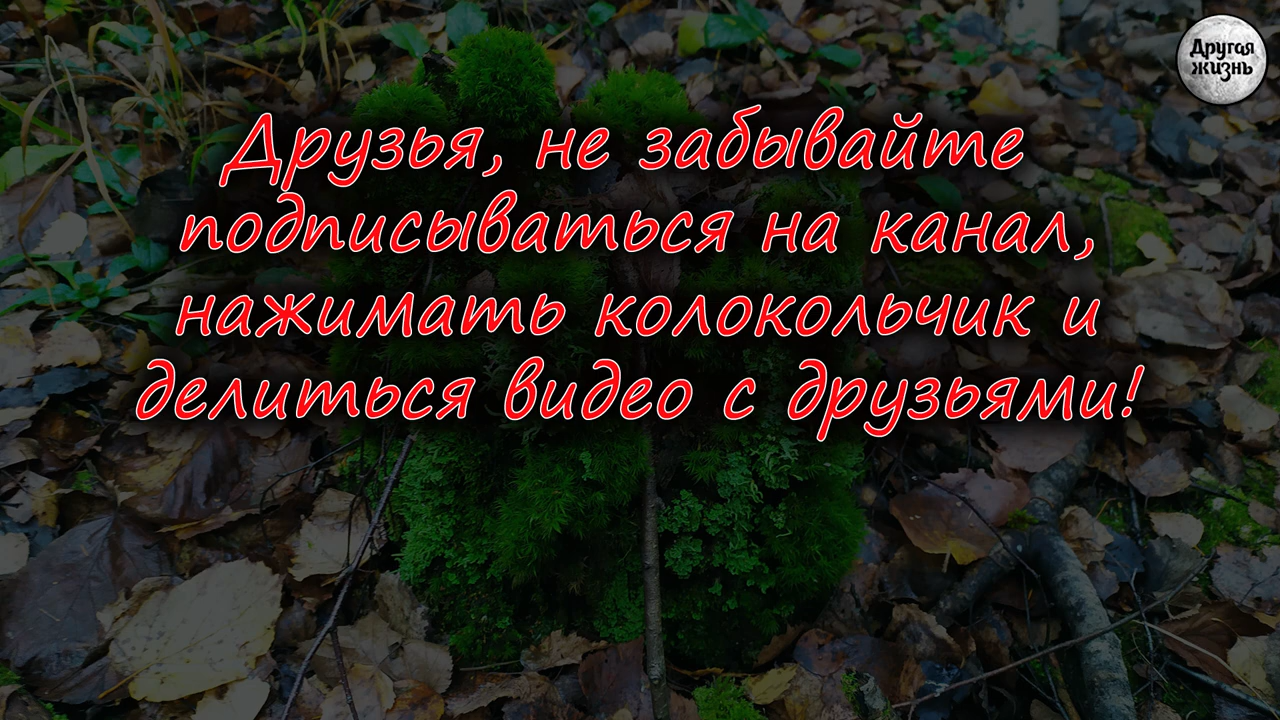 Другая
жизнь
Друзья, не забывайте
подписываться на канал,
нажимать колокольчик и
делиться видео с друзьями!